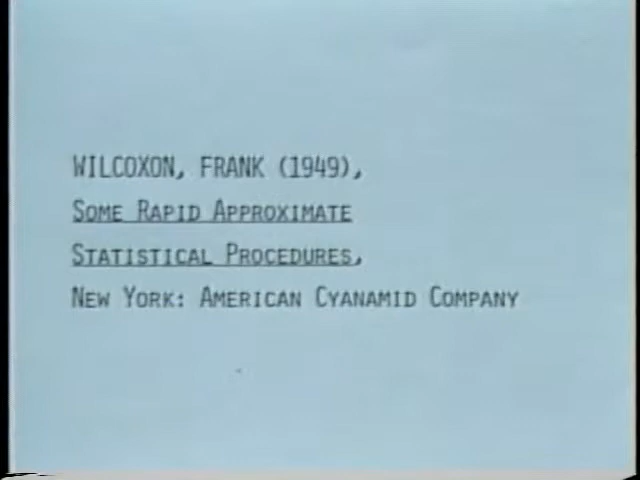 WILCOXON, FRANK (1949),
SOME RAPID APPROXIMATE
STATISTICAL PROCEDURES,
NEW YORK: AMERICAN CYANAMID COMPANY